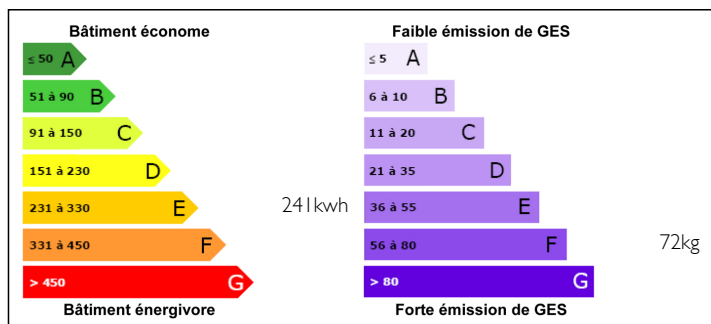 Bâtiment économe
≤ 50 A
51 à 90 B
91 à 150 C
151 à 230 D
231 à 330 E
241kwh
331 à 450 F
> 450 G
Bâtiment énergivore
Faible émission de GES
≤ 5 A
6 à 10 B
11 à 20 C
21 à 35 D
36 à 55 E
56 à 80 F
72kg
> 80 G
Forte émission de GES